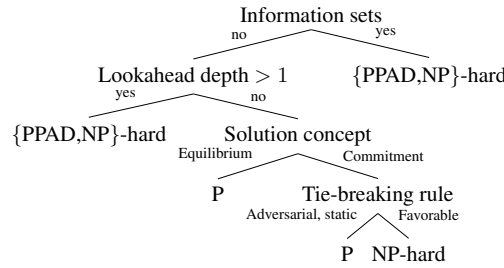 Information sets
no yes
Lookahead depth > 1 {PPAD,NP}-hard
yes no
{PPAD,NP}-hard Solution concept
Equilibrium Commitment
P Tie-breaking rule
Adversarial, static Favorable
P NP-hard